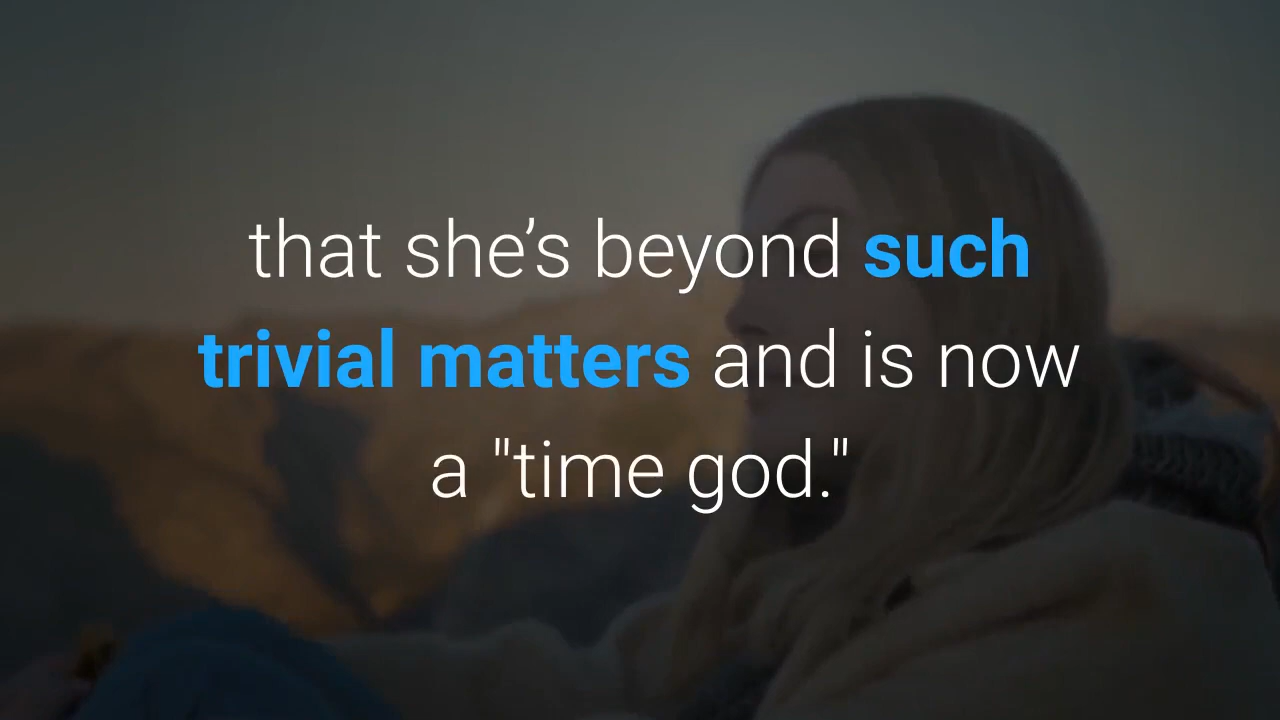 that she’s beyond such
trivial matters and is now
a "time god."